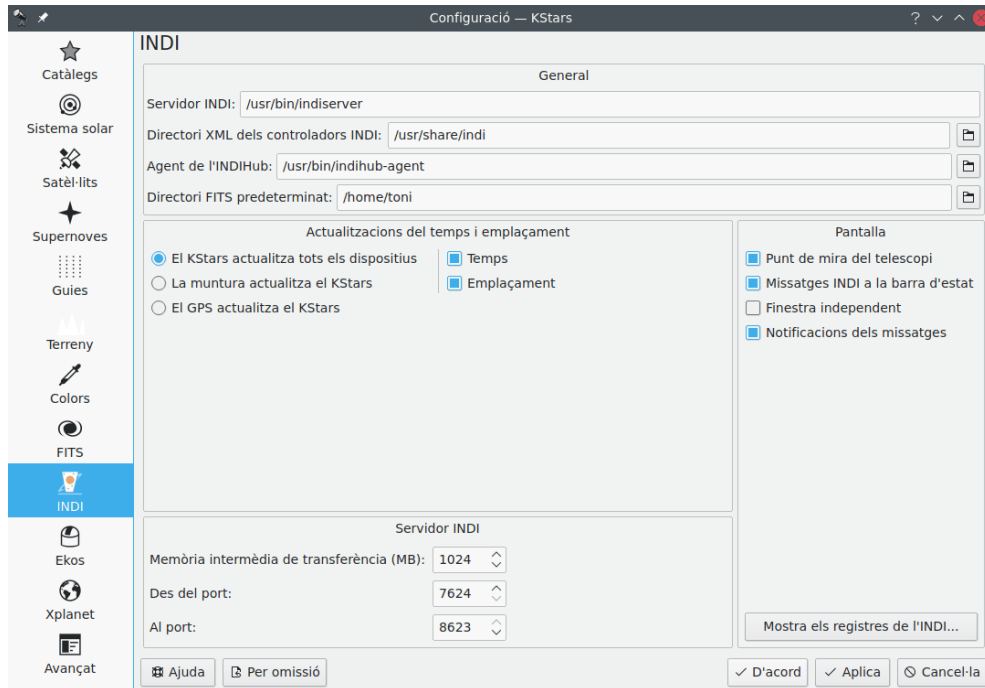 Configuració — KStars
Catàlegs
Sistema solar
Satèl·lits
Supernoves
Guies
Terreny
Colors
FITS
INDI
Ekos
Xplanet
Avançat
INDI
General
Servidor INDI: /usr/bin/indiserver
Directori XML dels controladors INDI: /usr/share/indi
Agent de l'INDIHub: /usr/bin/indihub-agent
Directori FITS predeterminat: /home/toni
Actualitzacions del temps i emplaçament
El KStars actualitza tots els dispositius
La muntura actualitza el KStars
El GPS actualitza el KStars
Temps
Emplaçament
Pantalla
Punt de mira del telescopi
Missatges INDI a la barra d'estat
Finestra independent
Notificacions dels missatges
Servidor INDI
Memòria intermèdia de transferència (MB): 1024
Des del port: 7624
Al port: 8623
Mostra els registres de l'INDI...
Ajuda
Per omissió
D'acord
Aplica
Cancel·la